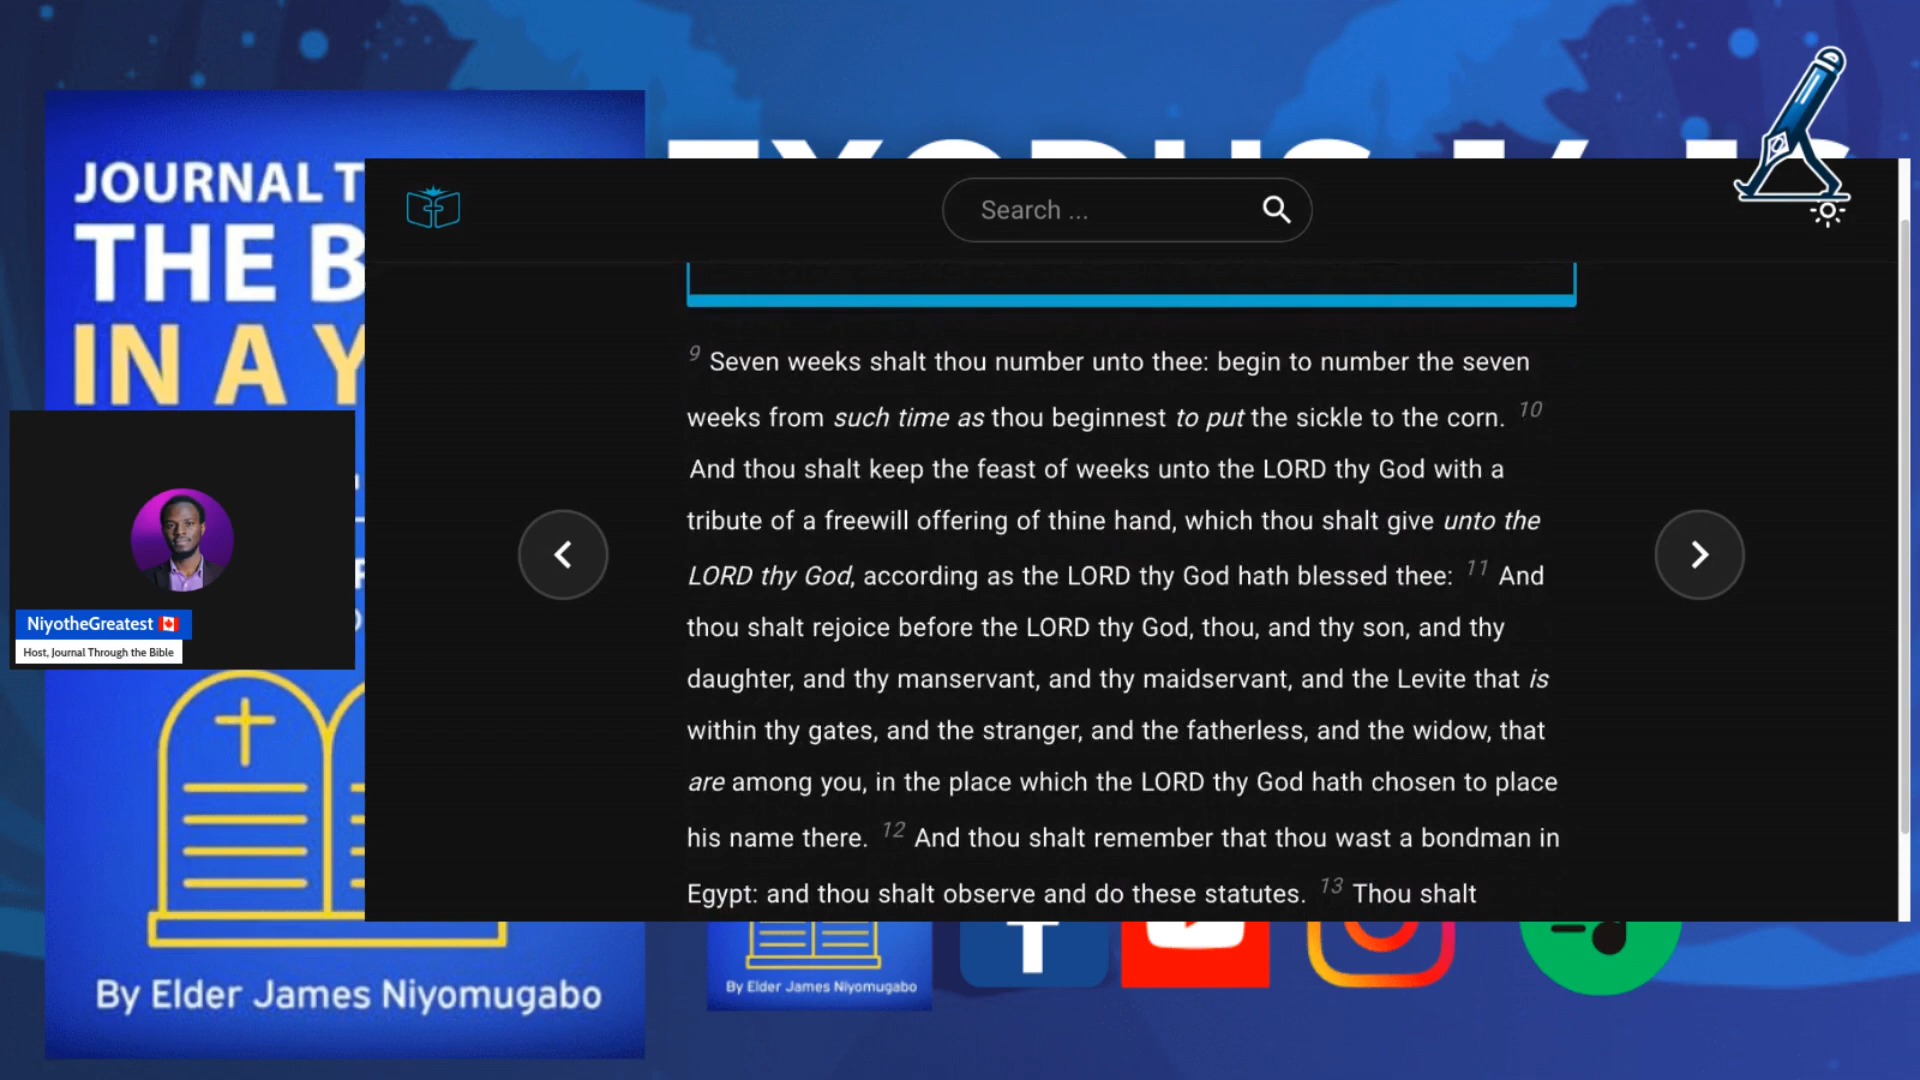 JOURNAL T
THE B
IN A Y
Search ...
9 Seven weeks shalt thou number unto thee: begin to number the seven
weeks from such time as thou beginnest to put the sickle to the corn. 10
And thou shalt keep the feast of weeks unto the LORD thy God with a
tribute of a freewill offering of thine hand, which thou shalt give unto the
LORD thy God, according as the LORD thy God hath blessed thee: 11 And
thou shalt rejoice before the LORD thy God, thou, and thy son, and thy
daughter, and thy manservant, and thy maidservant, and the Levite that is
within thy gates, and the stranger, and the fatherless, and the widow, that
are among you, in the place which the LORD thy God hath chosen to place
his name there. 12 And thou shalt remember that thou wast a bondman in
Egypt: and thou shalt observe and do these statutes. 13 Thou shalt
NiyotheGreatest
Host, Journal Through the Bible
By Elder James Niyomugabo
By Elder James Niyomugabo